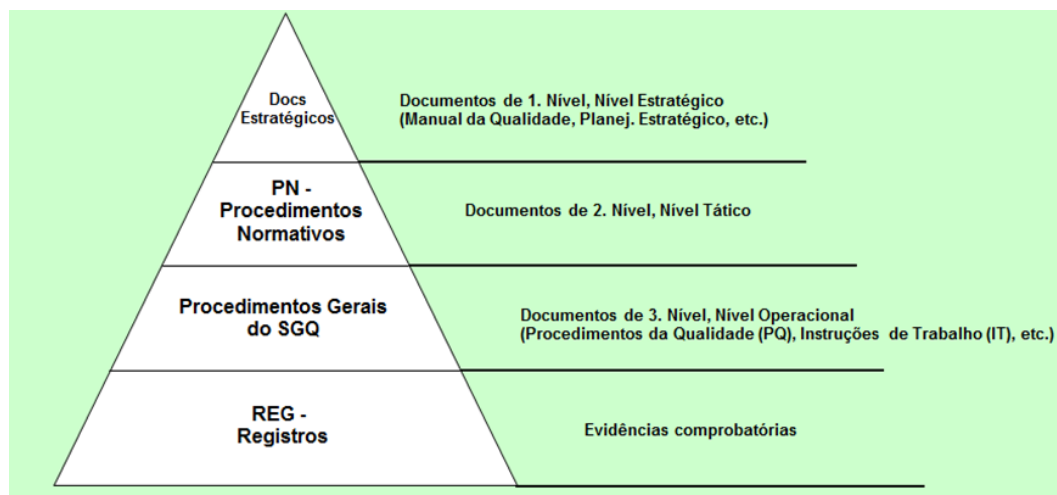 Docs
Estratégicos
Documentos de 1. Nível, Nível Estratégico
(Manual da Qualidade, Planej. Estratégico, etc.)
PN -
Procedimentos
Normativos
Documentos de 2. Nível, Nível Tático
Procedimentos Gerais
do SGQ
Documentos de 3. Nível, Nível Operacional
(Procedimentos da Qualidade (PQ), Instruções de Trabalho (IT), etc.)
REG -
Registros
Evidências comprobatórias